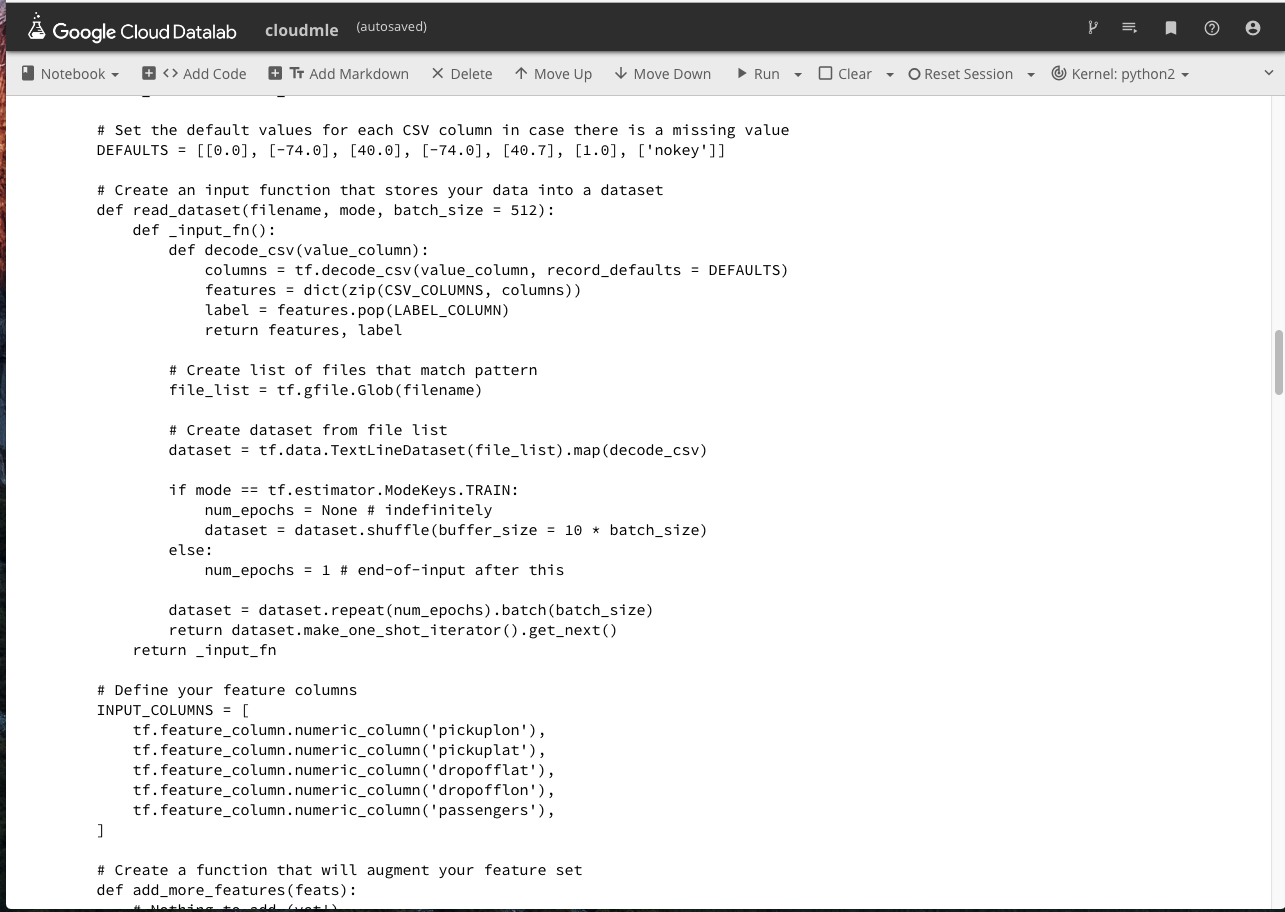 Google Cloud Datalab cloudmle (autosaved)
Notebook <> Add Code Tr Add Markdown Delete Move Up Move Down Run Clear Reset Session Kernel: python2
# Set the default values for each CSV column in case there is a missing value
DEFAULTS = [[0.0], [-74.0], [40.0], [-74.0], [40.7], [1.0], ['nokey']]
# Create an input function that stores your data into a dataset
def read_dataset(filename, mode, batch_size = 512):
def _input_fn():
def decode_csv(value_column):
columns = tf.decode_csv(value_column, record_defaults = DEFAULTS)
features = dict(zip(CSV_COLUMNS, columns))
label = features.pop(LABEL_COLUMN)
return features, label
# Create list of files that match pattern
file_list = tf.gfile.Glob(filename)
# Create dataset from file list
dataset = tf.data.TextLineDataset(file_list).map(decode_csv)
if mode == tf.estimator.ModeKeys.TRAIN:
num_epochs = None # indefinitely
dataset = dataset.shuffle(buffer_size = 10 * batch_size)
else:
num_epochs = 1 # end-of-input after this
dataset = dataset.repeat(num_epochs).batch(batch_size)
return dataset.make_one_shot_iterator().get_next()
return _input_fn
# Define your feature columns
INPUT_COLUMNS = [
tf.feature_column.numeric_column('pickuplon'),
tf.feature_column.numeric_column('pickuplat'),
tf.feature_column.numeric_column('dropofflat'),
tf.feature_column.numeric_column('dropofflon'),
tf.feature_column.numeric_column('passengers'),
]
# Create a function that will augment your feature set
def add_more_features(feats):
# Nothing to add (yet!)